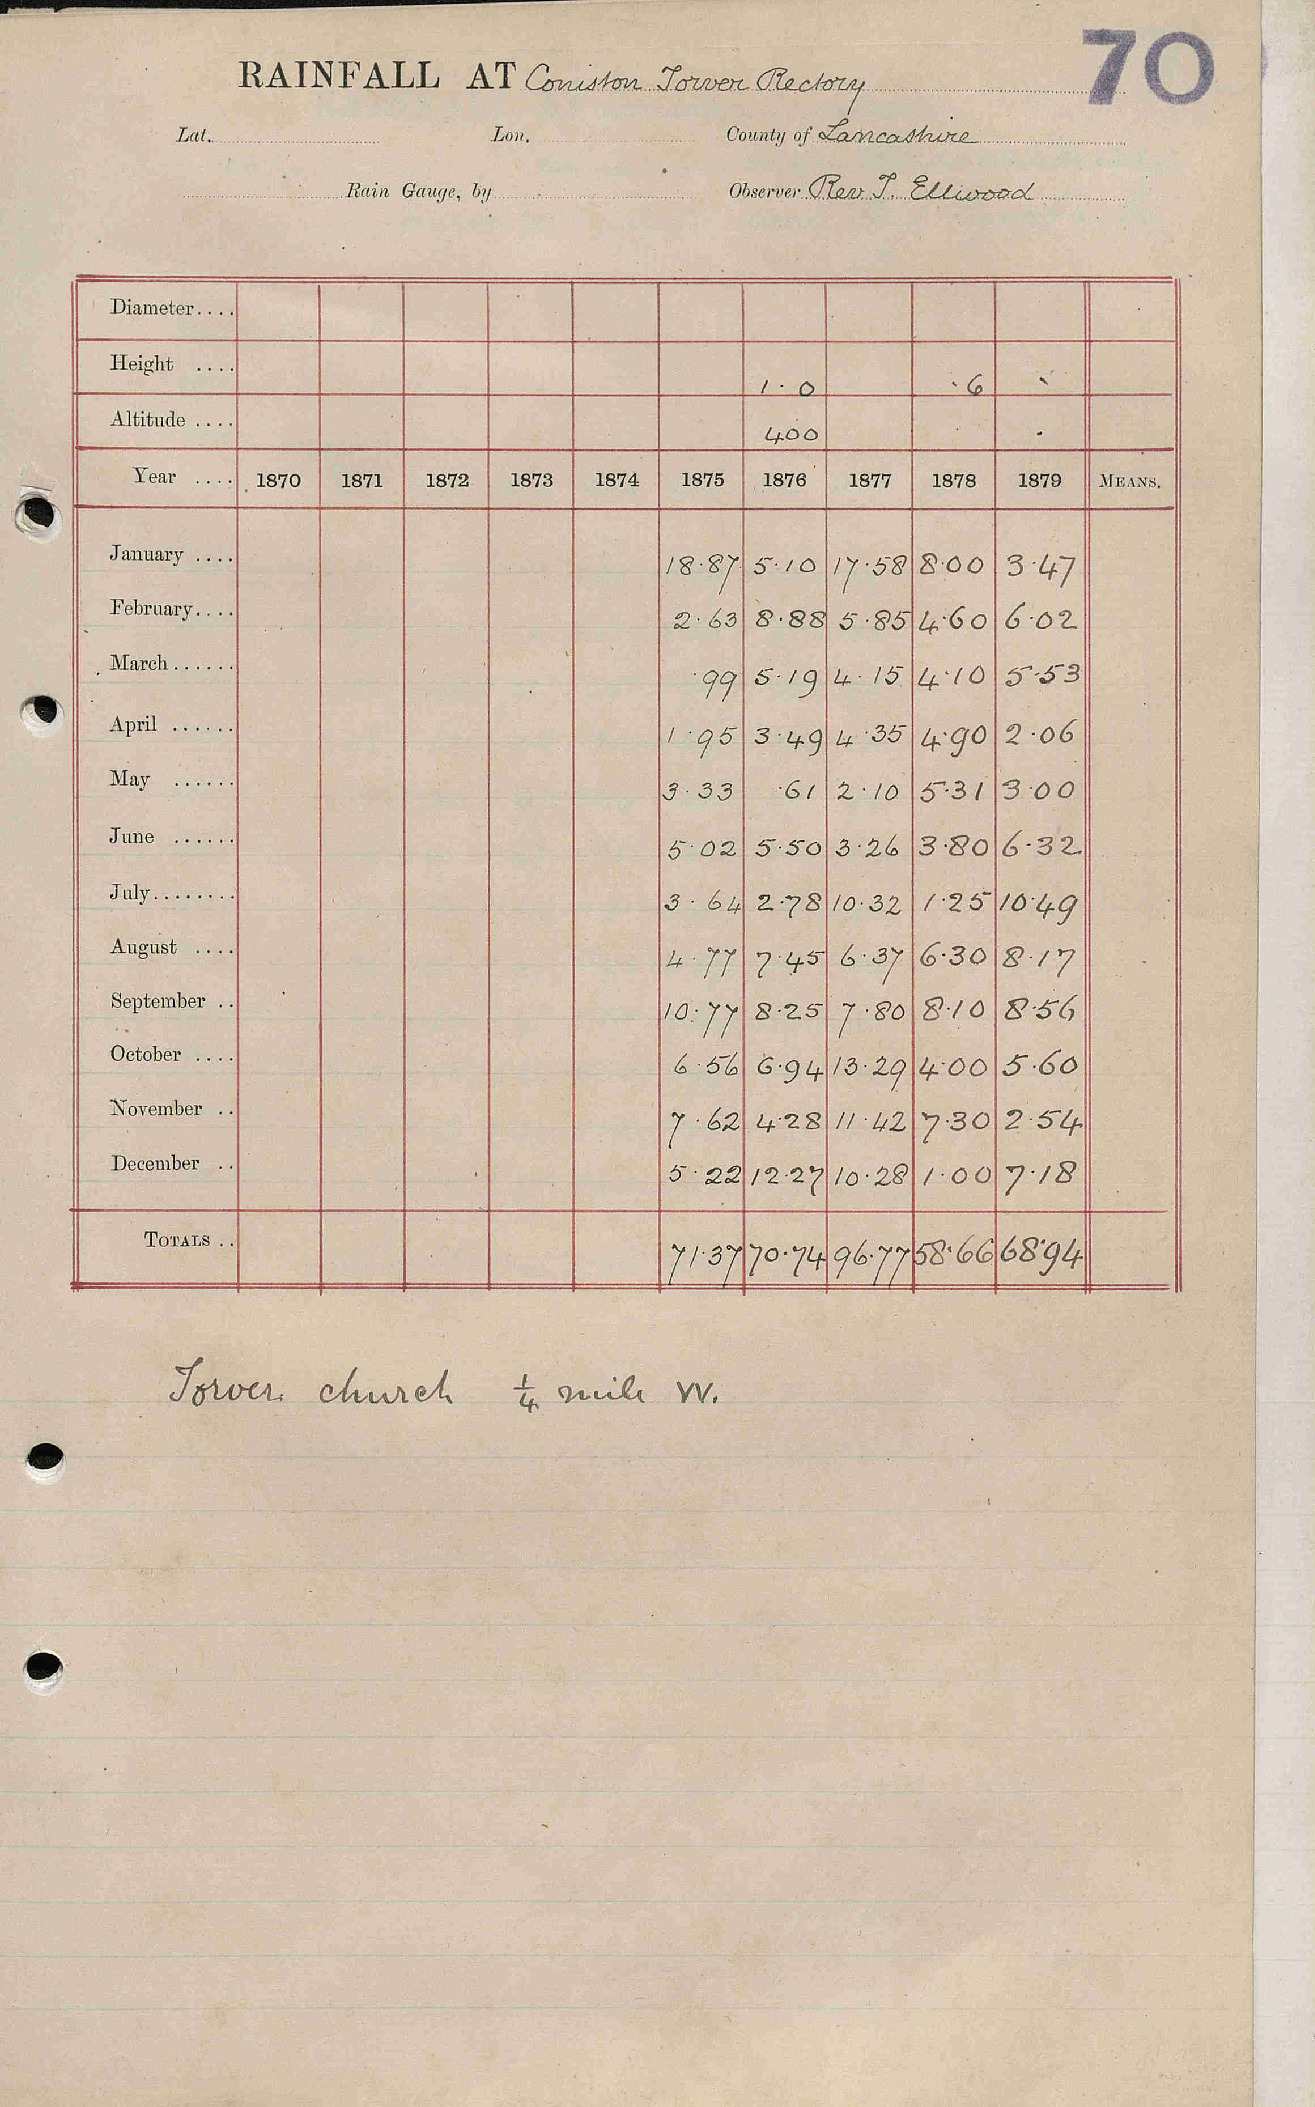 70
RAINFALL AT Coniston Torver Rectory
Lat. Lon. County of Lancashire
Rain Gauge, by Observer Rev T. Ellwood
Diameter....
Height .... 1·0 ·6
Altitude .... 400
Year .... 1870 1871 1872 1873 1874 1875 1876 1877 1878 1879 MEANS.
January .... 18·87 5·10 17·58 8·00 3·47
February.... 2·63 8·88 5·85 4·60 6·02
March...... ·99 5·19 4·15 4·10 5·53
April ...... 1·95 3·49 4·35 4·90 2·06
May ...... 3·33 ·61 2·10 5·31 3·00
June ...... 5·02 5·50 3·26 3·80 6·32
July........ 3·64 2·78 10·32 1·25 10·49
August .... 4·77 7·45 6·37 6·30 8·17
September .. 10·77 8·25 7·80 8·10 8·56
October .... 6·56 6·94 13·29 4·00 5·60
November .. 7·62 4·28 11·42 7·30 2·54
December .. 5·22 12·27 10·28 1·00 7·18
TOTALS .. 71·37 70·74 96·77 58·66 68·94
Torver church ¼ mile W.